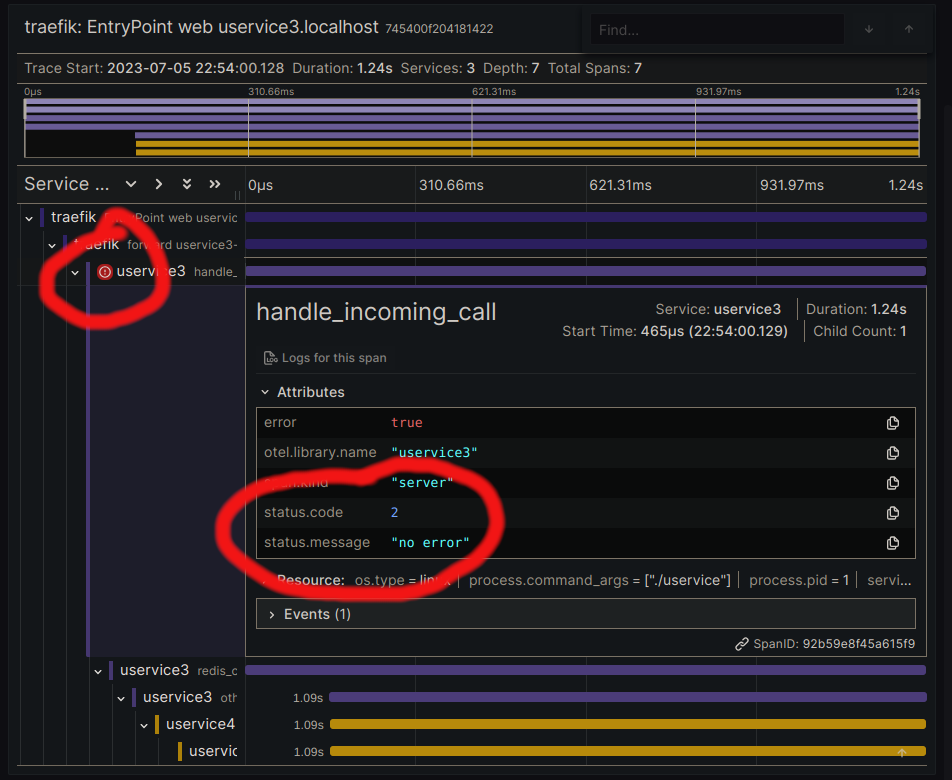 traefik: EntryPoint web uservice3.localhost 745400f204181422
Find...
Trace Start: 2023-07-05 22:54:00.128 Duration: 1.24s Services: 3 Depth: 7 Total Spans: 7
0µs 310.66ms 621.31ms 931.97ms 1.24s
Service ... 0µs 310.66ms 621.31ms 931.97ms 1.24s
traefik Point web uservic
forward uservice3-
uservice3 handle_
handle_incoming_call
Service: uservice3 Duration: 1.24s
Start Time: 465µs (22:54:00.129) Child Count: 1
Logs for this span
Attributes
error true
otel.library.name "uservice3"
span.kind "server"
status.code 2
status.message "no error"
Resource: os.type = linux process.command_args = ["./uservice"] process.pid = 1 servi...
Events (1)
SpanID: 92b59e8f45a615f9
uservice3 redis_c
uservice3 oth 1.09s
uservice4 1.09s
uservic 1.09s